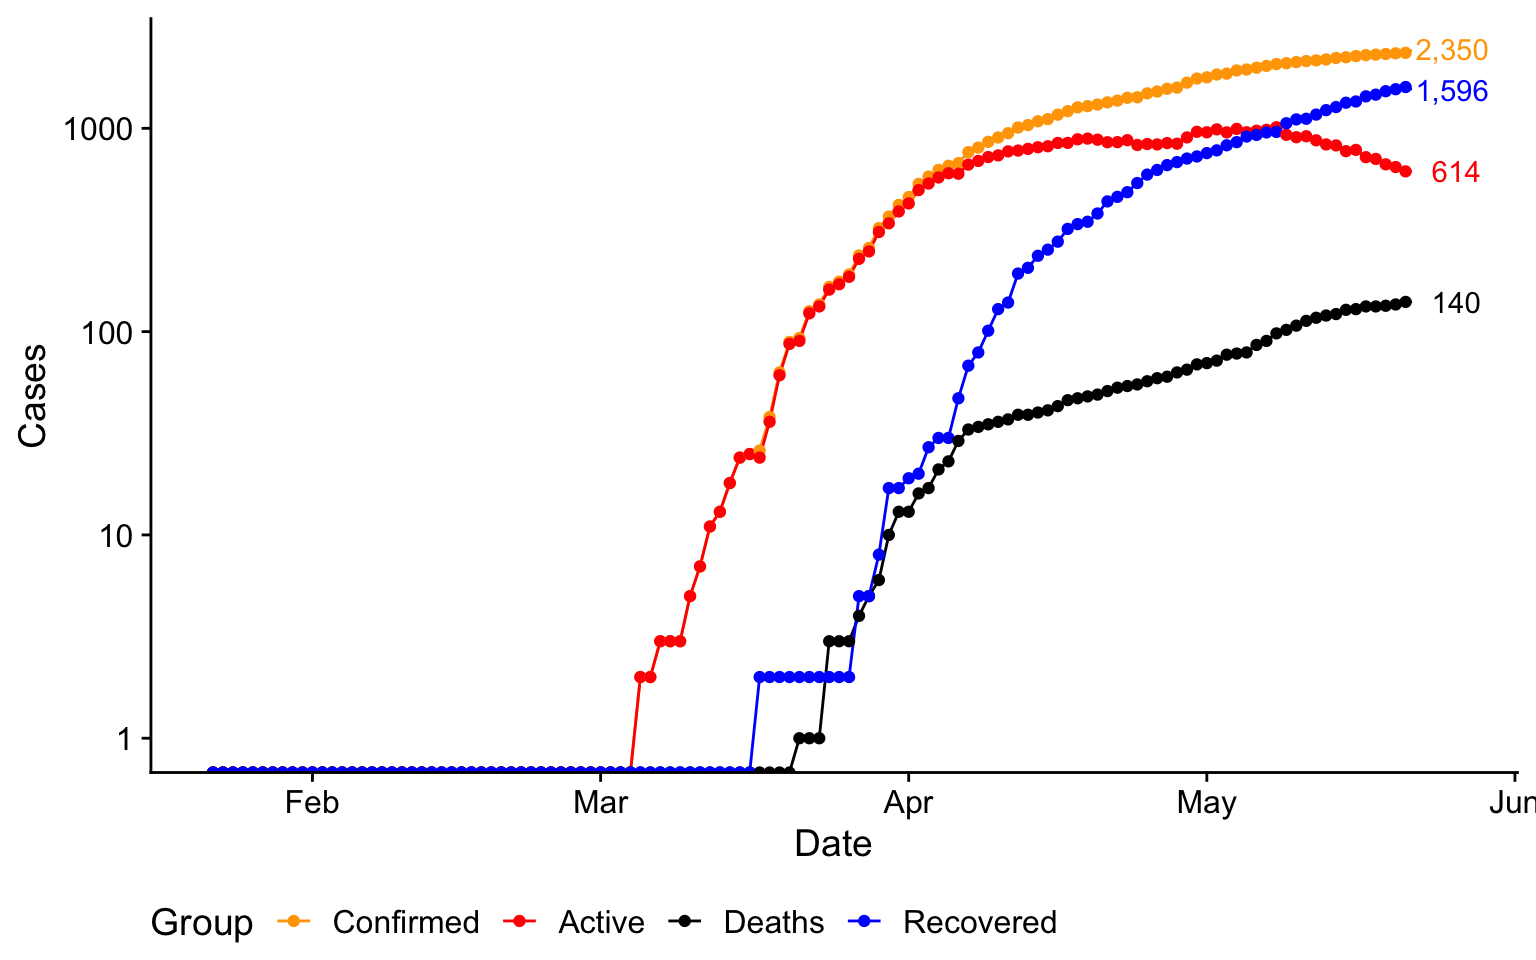 2,350
1,596
1000
614
100
140
10
1
Cases
Feb Mar Apr May Jun
Date
Group Confirmed Active Deaths Recovered